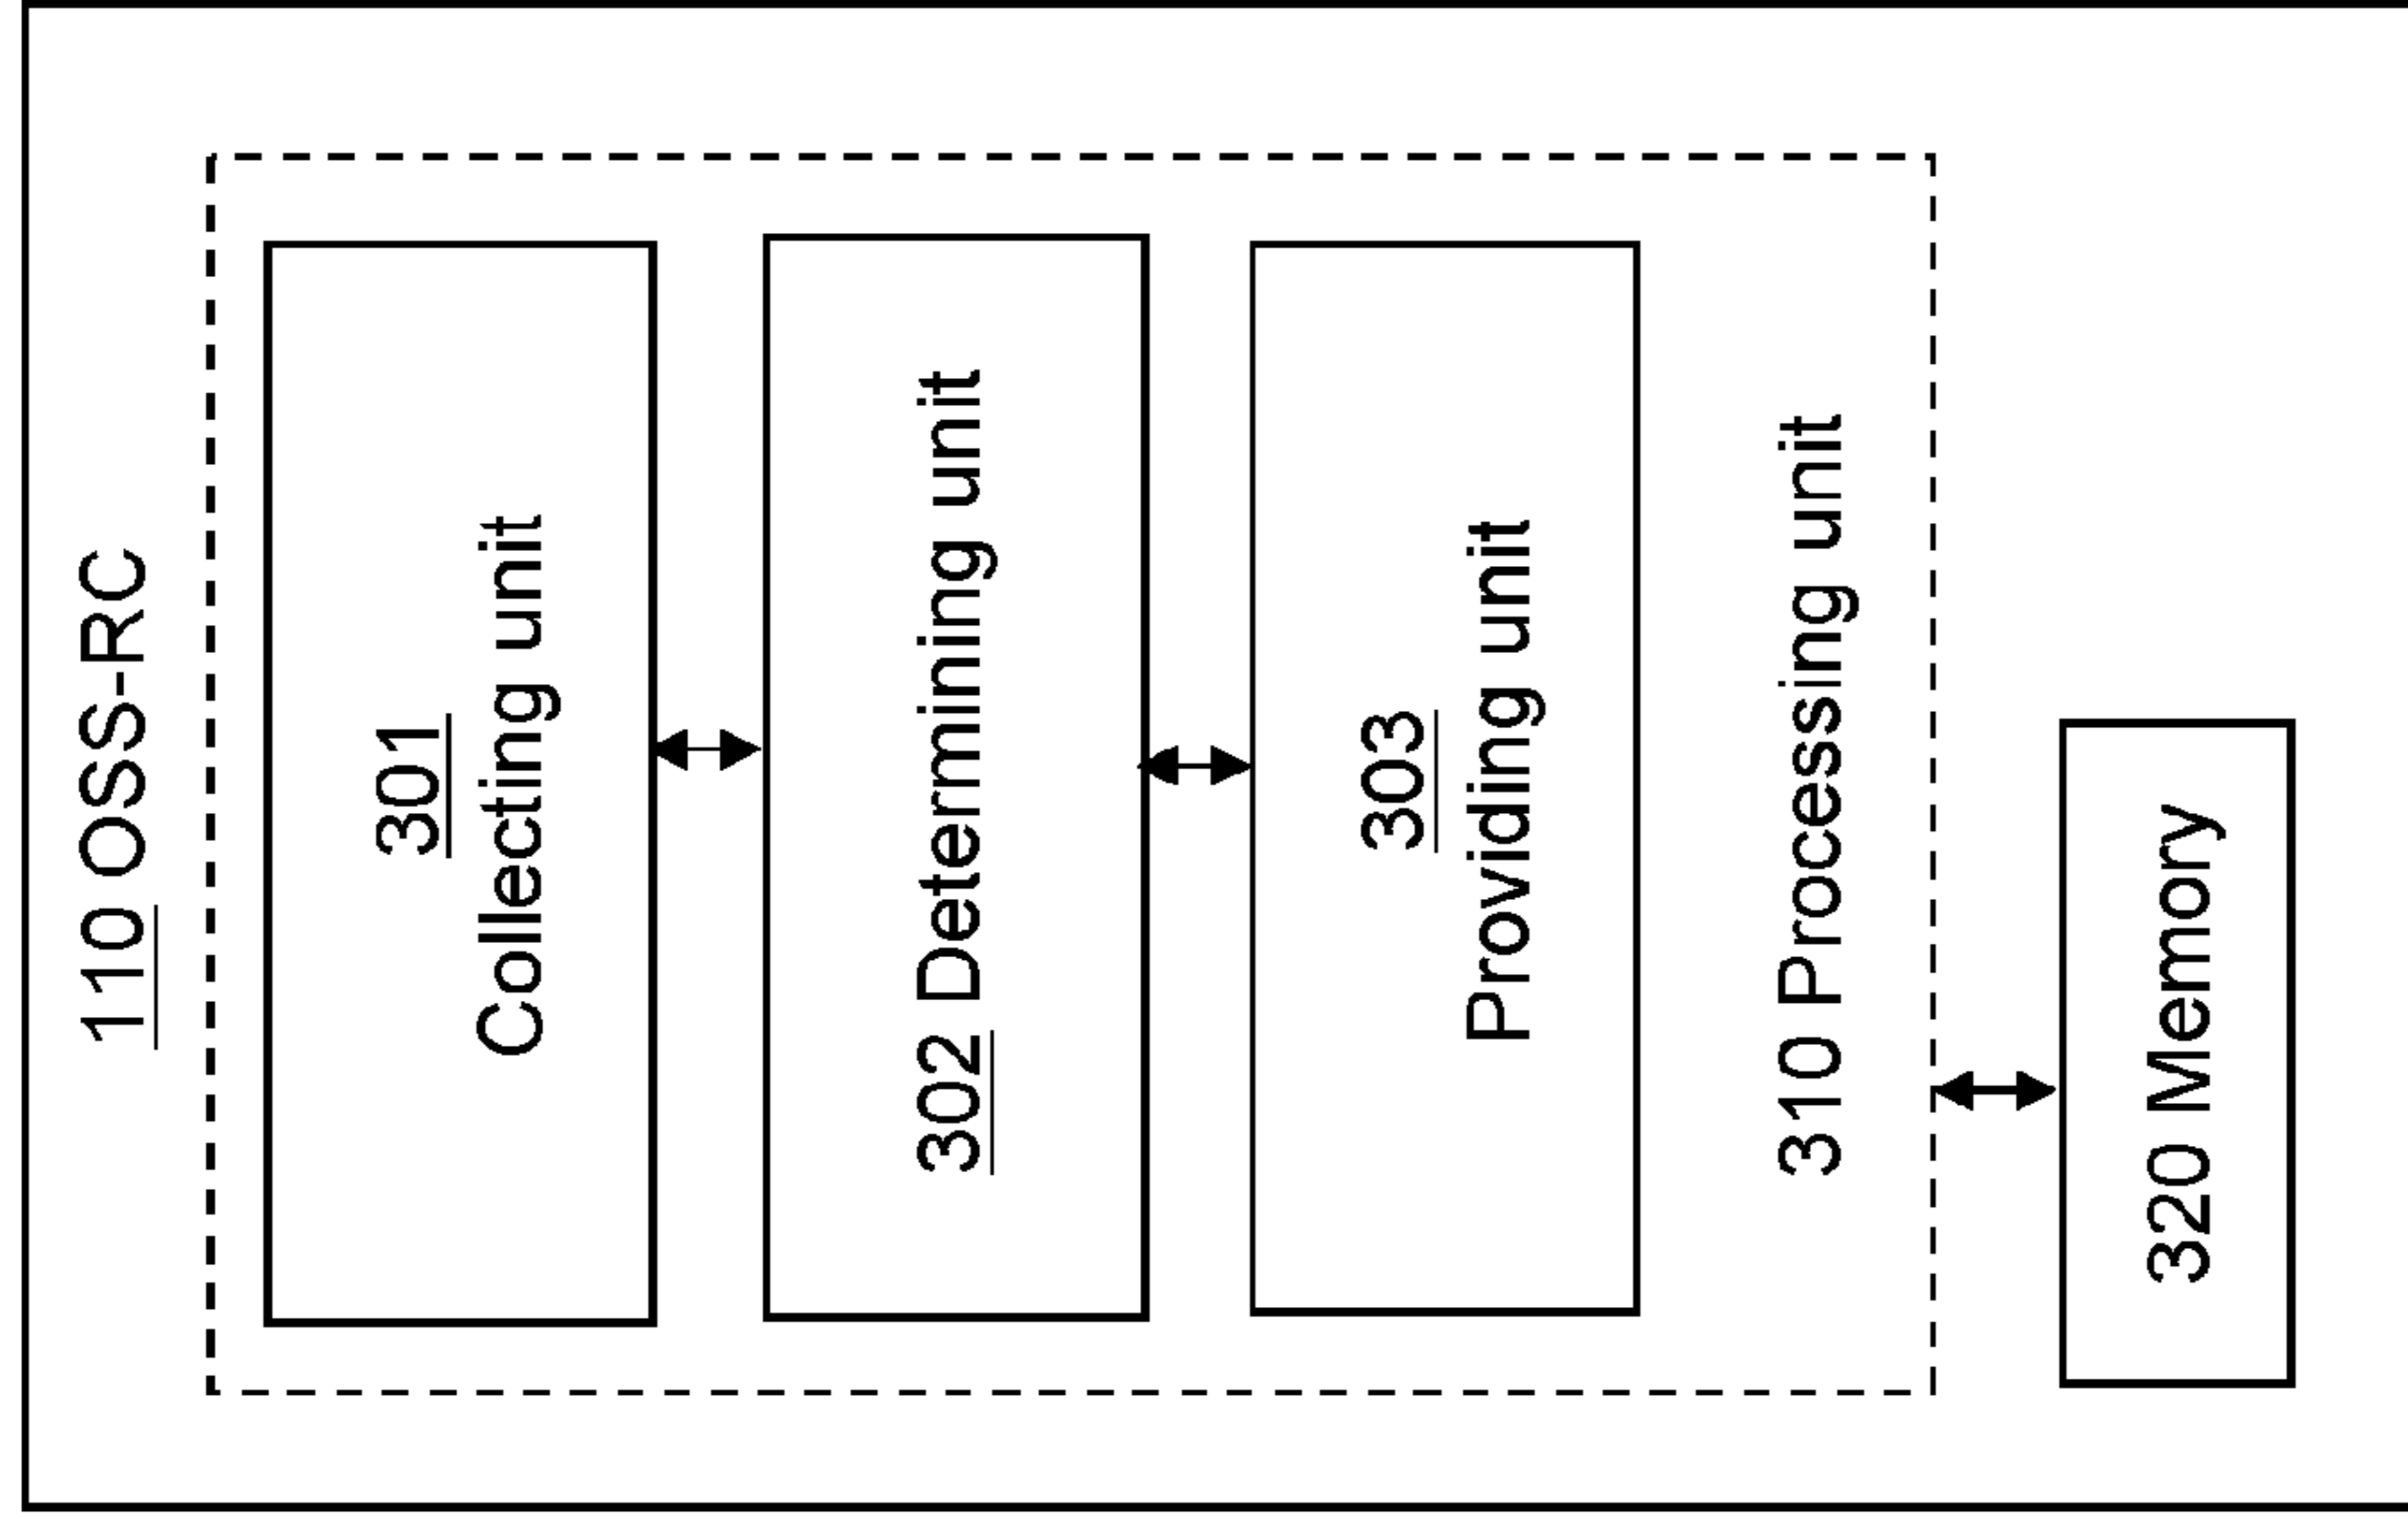 110 OSS-RC
301
Collecting unit
302 Determining unit
303
Providing unit
310 Processing unit
320 Memory